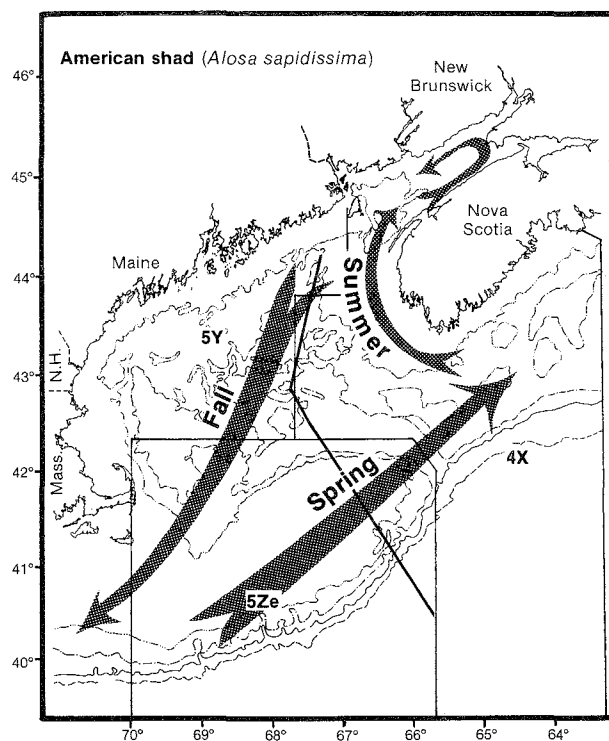 American shad (Alosa sapidissima)
New
Brunswick
Nova
Scotia
Maine
N.H.
Mass.
Summer
Fall
Spring
5Y
4X
5Ze
46°
45°
44°
43°
42°
41°
40°
70°
69°
68°
67°
66°
65°
64°